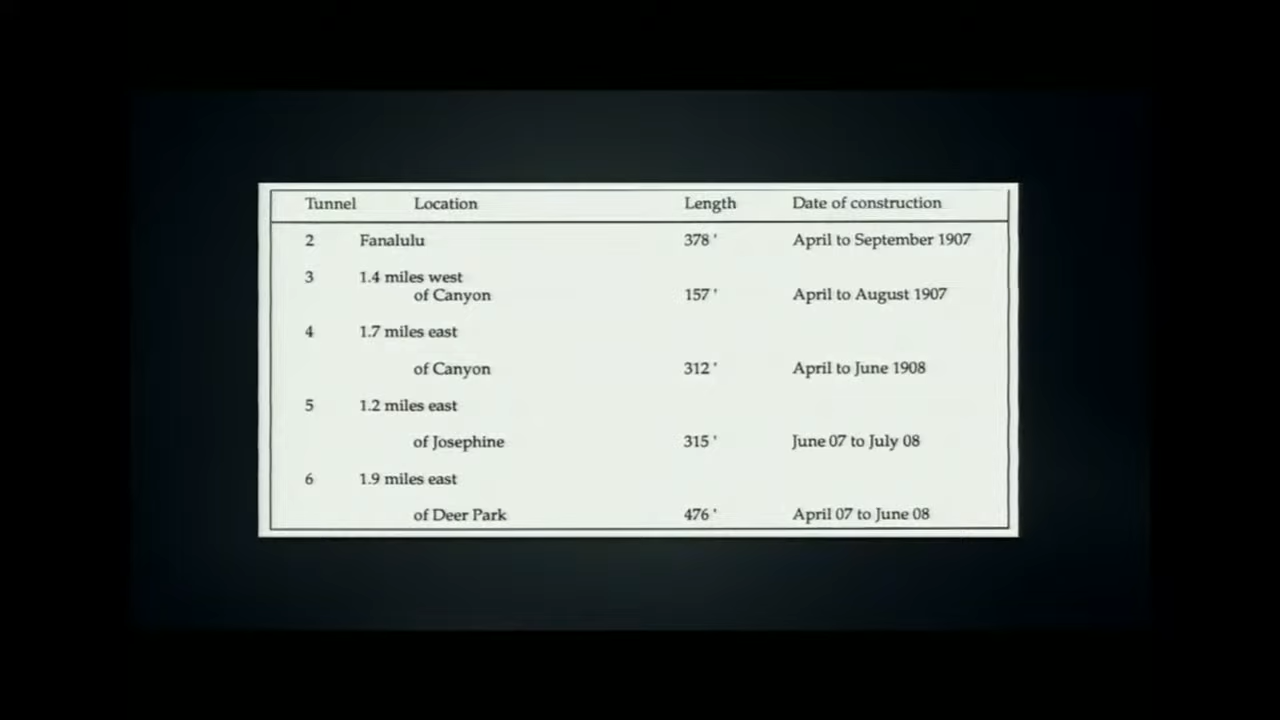 Tunnel Location Length Date of construction
2 Fanalulu 378 ' April to September 1907
3 1.4 miles west
of Canyon 157 ' April to August 1907
4 1.7 miles east
of Canyon 312 ' April to June 1908
5 1.2 miles east
of Josephine 315 ' June 07 to July 08
6 1.9 miles east
of Deer Park 476 ' April 07 to June 08